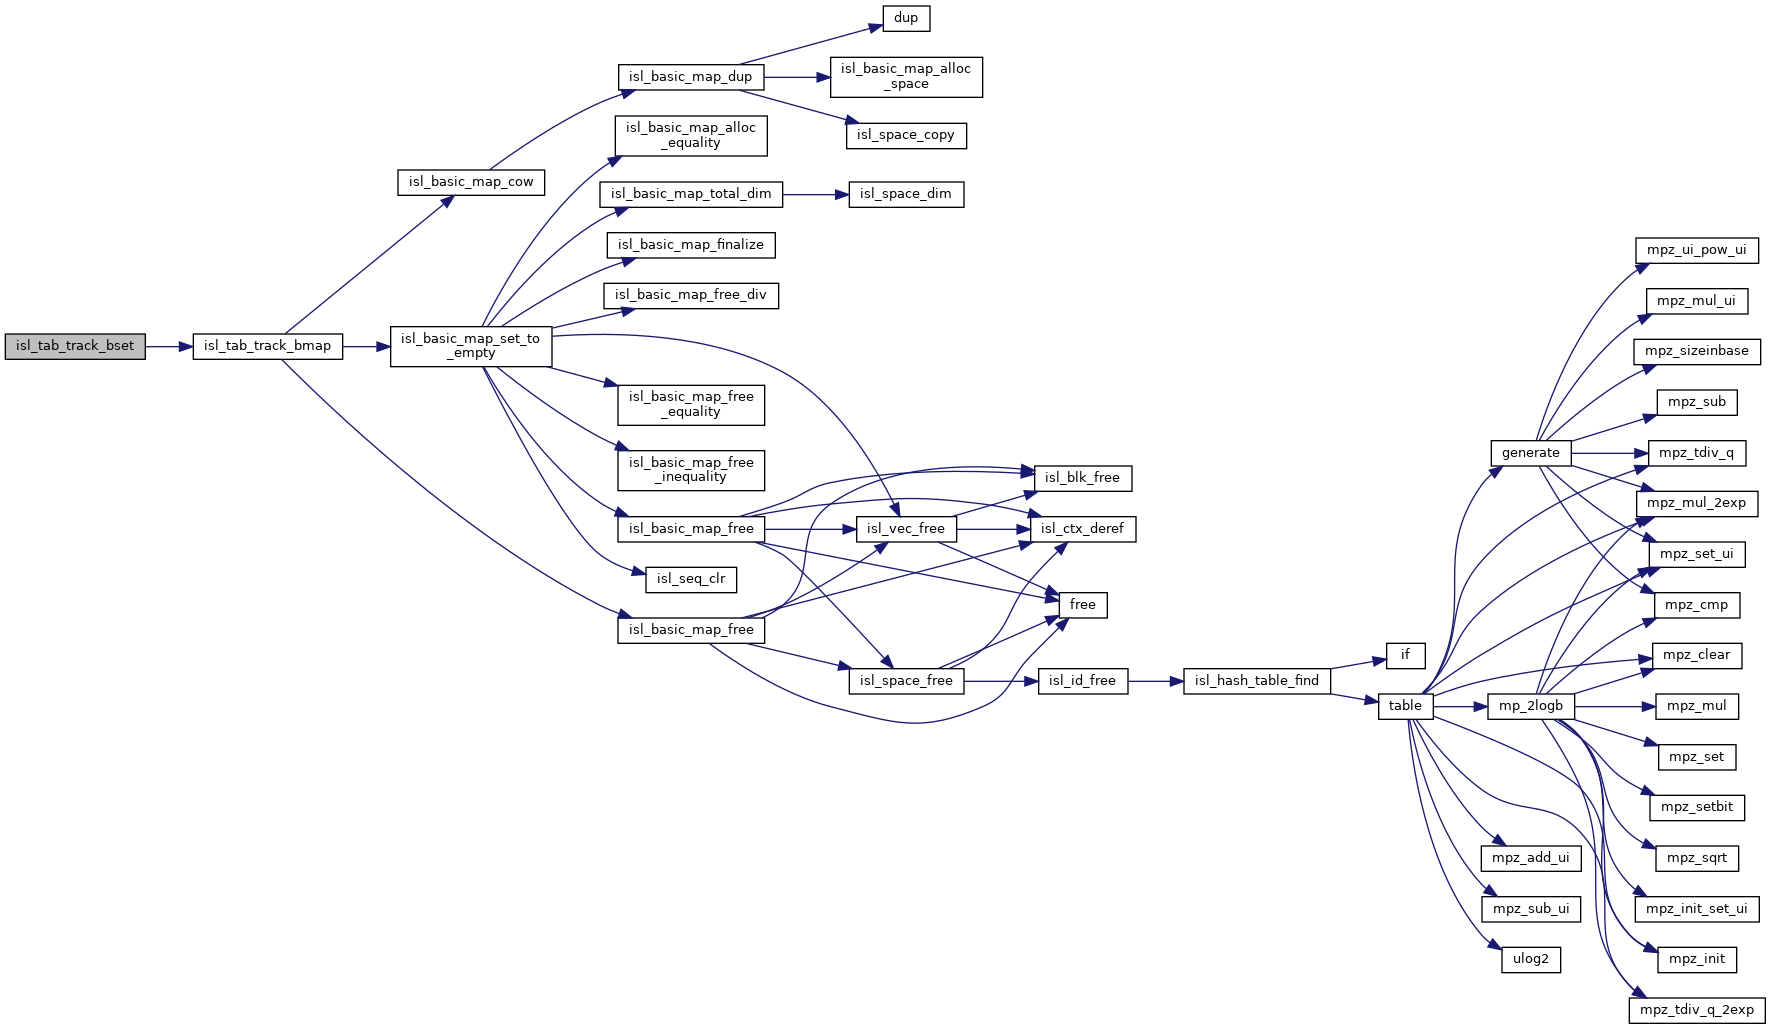 isl_tab_track_bset
isl_tab_track_bmap
isl_basic_map_cow
isl_basic_map_set_to
_empty
isl_basic_map_dup
isl_basic_map_alloc
_equality
isl_basic_map_total_dim
isl_basic_map_finalize
isl_basic_map_free_div
isl_basic_map_free
_equality
isl_basic_map_free
_inequality
isl_basic_map_free
isl_seq_clr
isl_basic_map_free
dup
isl_basic_map_alloc
_space
isl_space_copy
isl_space_dim
isl_vec_free
isl_space_free
isl_blk_free
isl_ctx_deref
free
isl_id_free
isl_hash_table_find
if
table
generate
mp_2logb
mpz_add_ui
mpz_sub_ui
ulog2
mpz_ui_pow_ui
mpz_mul_ui
mpz_sizeinbase
mpz_sub
mpz_tdiv_q
mpz_mul_2exp
mpz_set_ui
mpz_cmp
mpz_clear
mpz_mul
mpz_set
mpz_setbit
mpz_sqrt
mpz_init_set_ui
mpz_init
mpz_tdiv_q_2exp